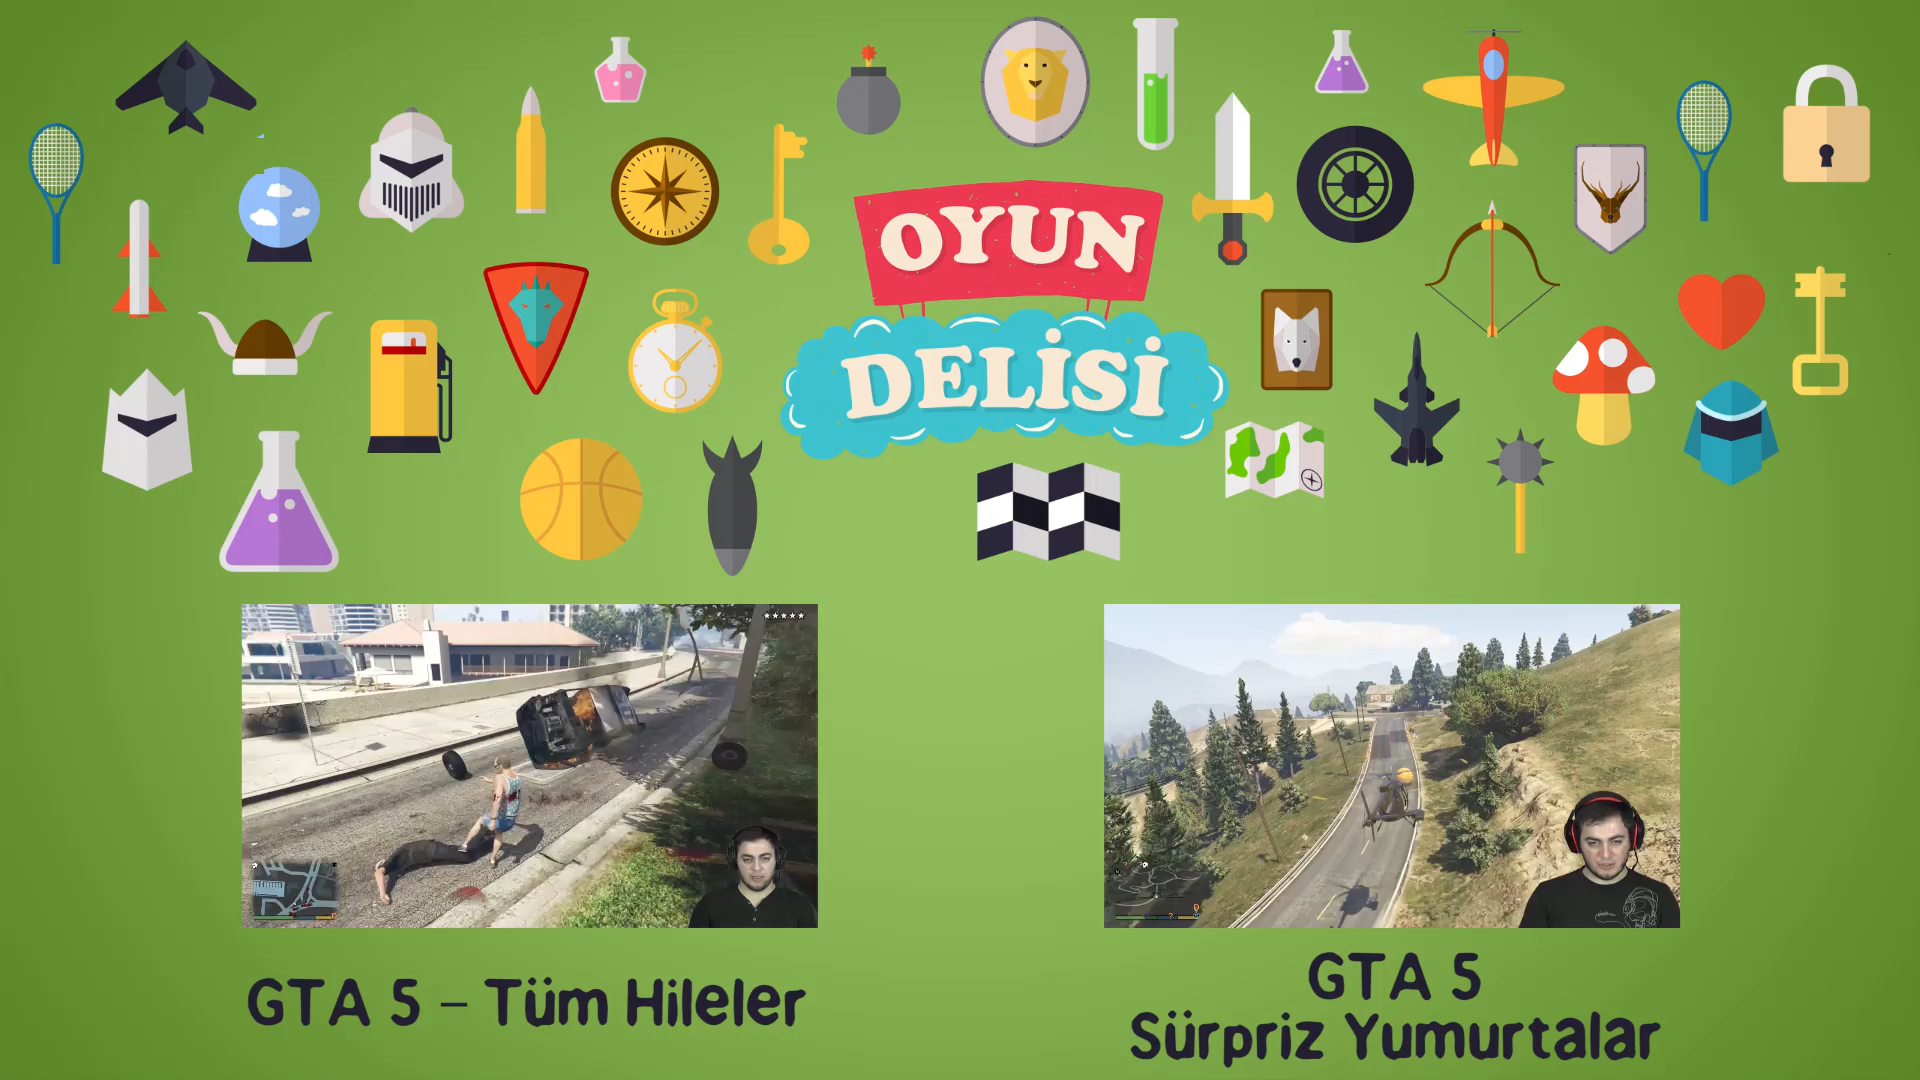 OYUN
DELİSİ
GTA 5 – Tüm Hileler
GTA 5
Sürpriz Yumurtalar